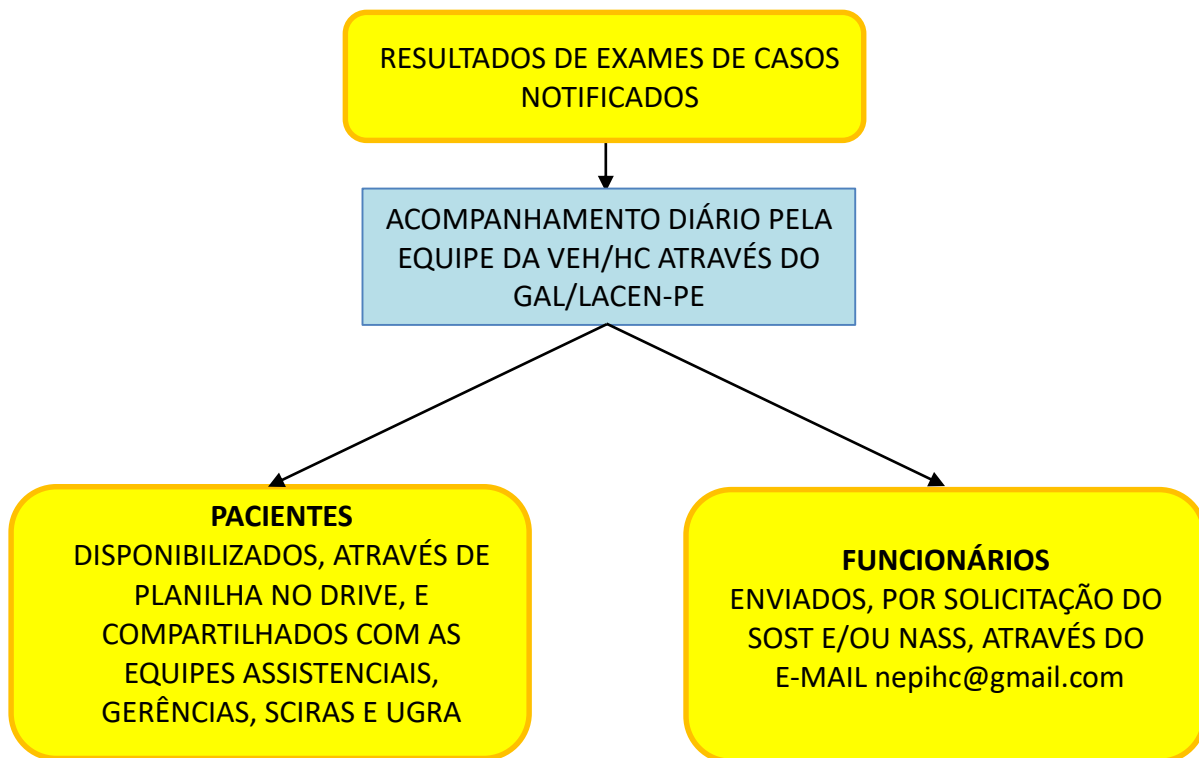 RESULTADOS DE EXAMES DE CASOS
NOTIFICADOS
ACOMPANHAMENTO DIÁRIO PELA
EQUIPE DA VEH/HC ATRAVÉS DO
GAL/LACEN-PE
PACIENTES
DISPONIBILIZADOS, ATRAVÉS DE
PLANILHA NO DRIVE, E
COMPARTILHADOS COM AS
EQUIPES ASSISTENCIAIS,
GERÊNCIAS, SCIRAS E UGRA
FUNCIONÁRIOS
ENVIADOS, POR SOLICITAÇÃO DO
SOST E/OU NASS, ATRAVÉS DO
E-MAIL nepihc@gmail.com